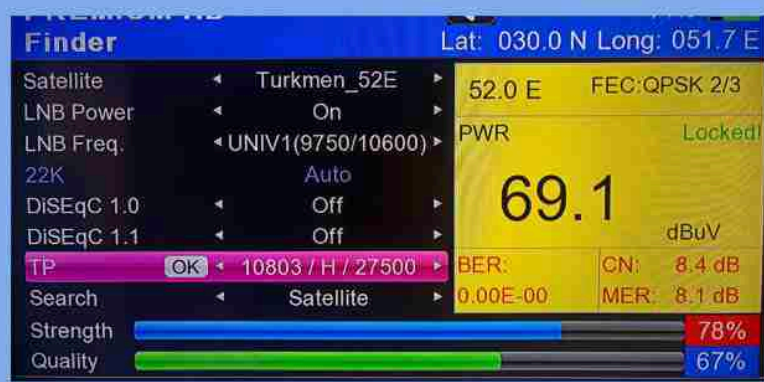 Finder
Lat: 030.0 N Long: 051.7 E
Satellite Turkmen_52E
LNB Power On
LNB Freq. UNIV1(9750/10600)
22K Auto
DiSEqC 1.0 Off
DiSEqC 1.1 Off
TP OK 10803 / H / 27500
Search Satellite
52.0 E FEC:QPSK 2/3
PWR Locked!
69.1
dBuV
BER: CN: 8.4 dB
0.00E-00 MER: 8.1 dB
Strength 78%
Quality 67%